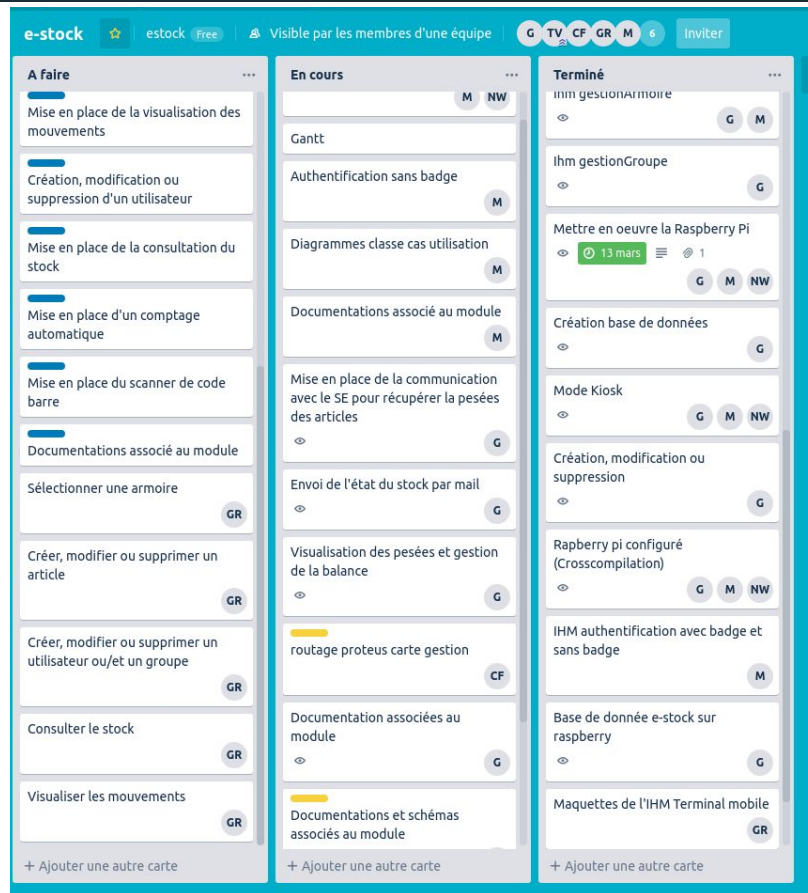 e-stock estock Free Visible par les membres d'une équipe G TV CF GR M 6 Inviter
A faire
Mise en place de la visualisation des
mouvements
Création, modification ou
suppression d'un utilisateur
Mise en place de la consultation du
stock
Mise en place d'un comptage
automatique
Mise en place du scanner de code
barre
Documentations associé au module
Sélectionner une armoire
GR
Créer, modifier ou supprimer un
article
GR
Créer, modifier ou supprimer un
utilisateur ou/et un groupe
GR
Consulter le stock
GR
Visualiser les mouvements
GR
+ Ajouter une autre carte
En cours
M NW
Gantt
Authentification sans badge
M
Diagrammes classe cas utilisation
M
Documentations associé au module
M
Mise en place de la communication
avec le SE pour récupérer la pesées
des articles
G
Envoi de l'état du stock par mail
G
Visualisation des pesées et gestion
de la balance
G
routage proteus carte gestion
CF
Documentation associées au
module
G
Documentations et schémas
associés au module
+ Ajouter une autre carte
Terminé
Ihm gestionArmoire
G M
Ihm gestionGroupe
G
Mettre en oeuvre la Raspberry Pi
13 mars 1
G M NW
Création base de données
G
Mode Kiosk
G M NW
Création, modification ou
suppression
G
Rapberry pi configuré
(Crosscompilation)
G M NW
IHM authentification avec badge et
sans badge
M
Base de donnée e-stock sur
raspberry
G
Maquettes de l'IHM Terminal mobile
GR
+ Ajouter une autre carte